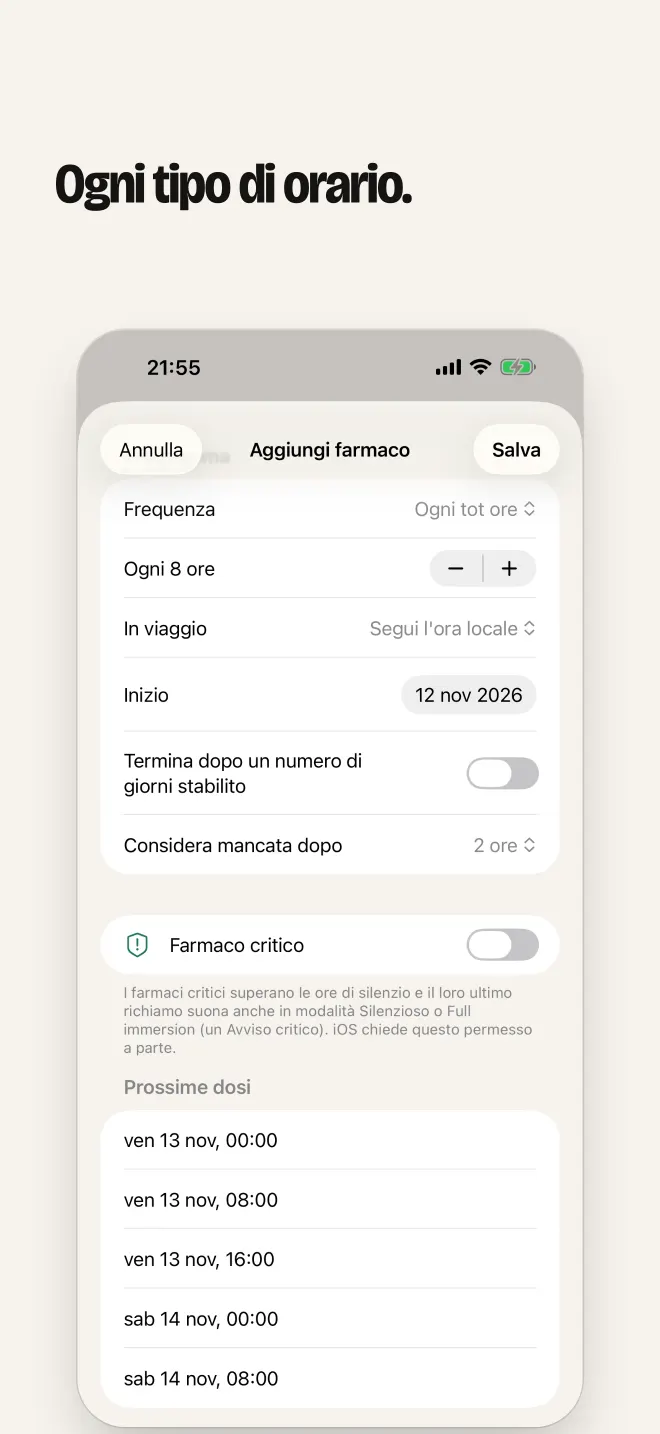 Ogni tipo di orario.
21:55
Annulla
Aggiungi farmaco
Salva
Frequenza
Ogni tot ore
Ogni 8 ore
In viaggio
Segui l'ora locale
Inizio
12 nov 2026
Termina dopo un numero di
giorni stabilito
Considera mancata dopo
2 ore
Farmaco critico
I farmaci critici superano le ore di silenzio e il loro ultimo
richiamo suona anche in modalità Silenzioso o Full
immersion (un Avviso critico). iOS chiede questo permesso
a parte.
Prossime dosi
ven 13 nov, 00:00
ven 13 nov, 08:00
ven 13 nov, 16:00
sab 14 nov, 00:00
sab 14 nov, 08:00